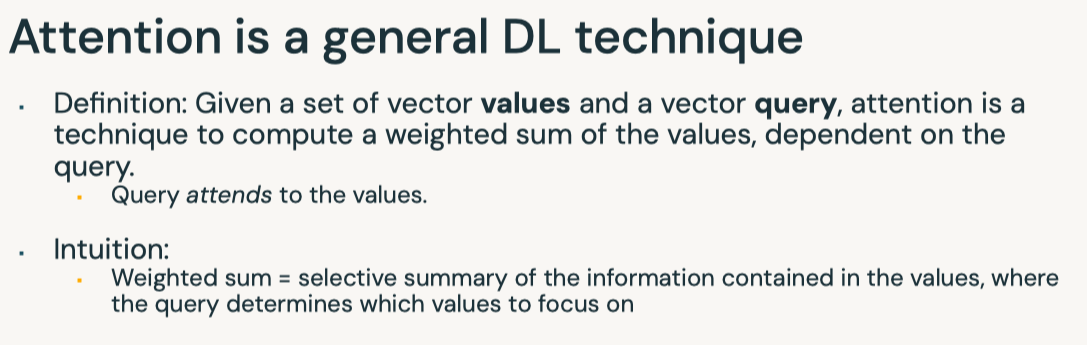 Attention is a general DL technique
▪ Definition: Given a set of vector values and a vector query, attention is a
technique to compute a weighted sum of the values, dependent on the
query.
▪ Query attends to the values.
▪ Intuition:
▪ Weighted sum = selective summary of the information contained in the values, where
the query determines which values to focus on